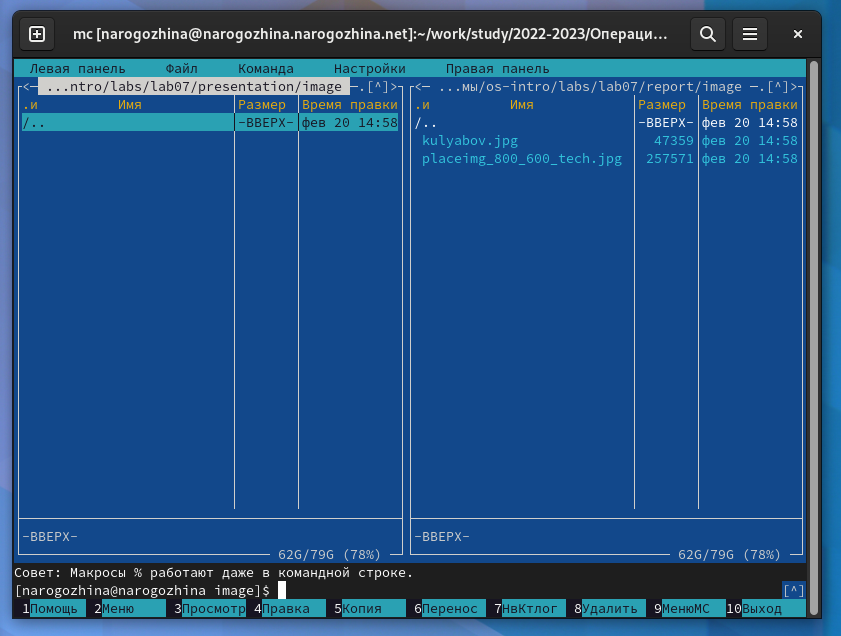 mc [narogozhina@narogozhina.narogozhina.net]:~/work/study/2022-2023/Операци...
Левая панель Файл Команда Настройки Правая панель
<─ ...ntro/labs/lab07/presentation/image ─.[^]> <─ ...мы/os-intro/labs/lab07/report/image ─.[^]>
.и Имя Размер Время правки .и Имя Размер Время правки
/.. -ВВЕРХ- фев 20 14:58 /.. -ВВЕРХ- фев 20 14:58
kulyabov.jpg 47359 фев 20 14:58
placeimg_800_600_tech.jpg 257571 фев 20 14:58
-ВВЕРХ- -ВВЕРХ-
62G/79G (78%) 62G/79G (78%)
Совет: Макросы % работают даже в командной строке.
[narogozhina@narogozhina image]$ [^]
1Помощь 2Меню 3Просмотр 4Правка 5Копия 6Перенос 7НвКтлог 8Удалить 9МенюМС 10Выход